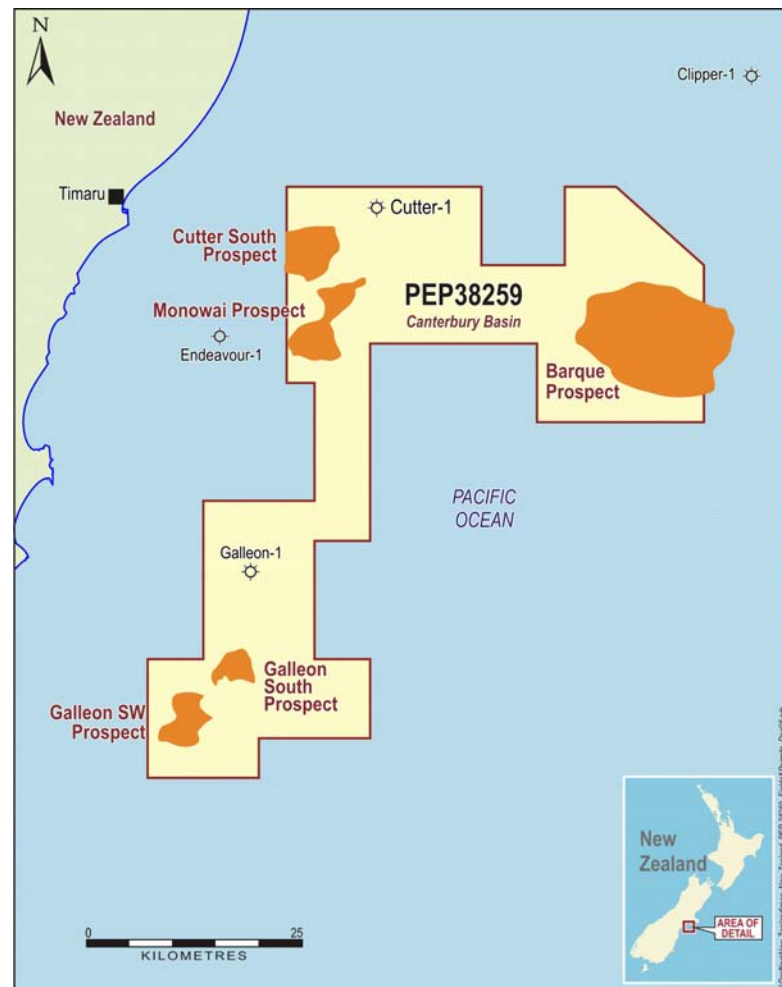 N
Clipper-1
New Zealand
Timaru
Cutter-1
Cutter South
Prospect
PEP38259
Canterbury Basin
Monowai Prospect
Endeavour-1
Barque
Prospect
PACIFIC
OCEAN
Galleon-1
Galleon
South
Prospect
Galleon SW
Prospect
New
Zealand
AREA OF
DETAIL
0 25
KILOMETRES